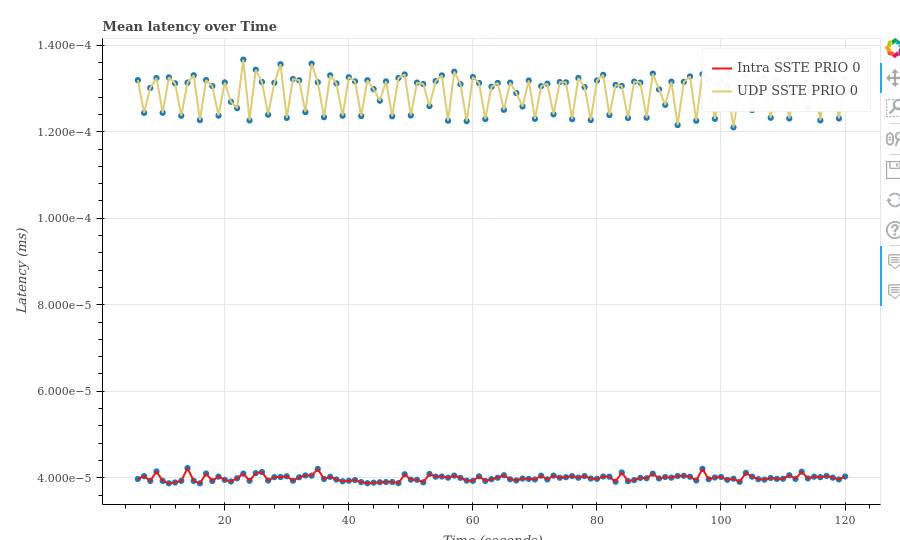 Mean latency over Time
1.400e−4
1.200e−4
1.000e−4
8.000e−5
6.000e−5
4.000e−5
Latency (ms)
Intra SSTE PRIO 0
UDP SSTE PRIO 0
20
40
60
80
100
120
Time (seconds)